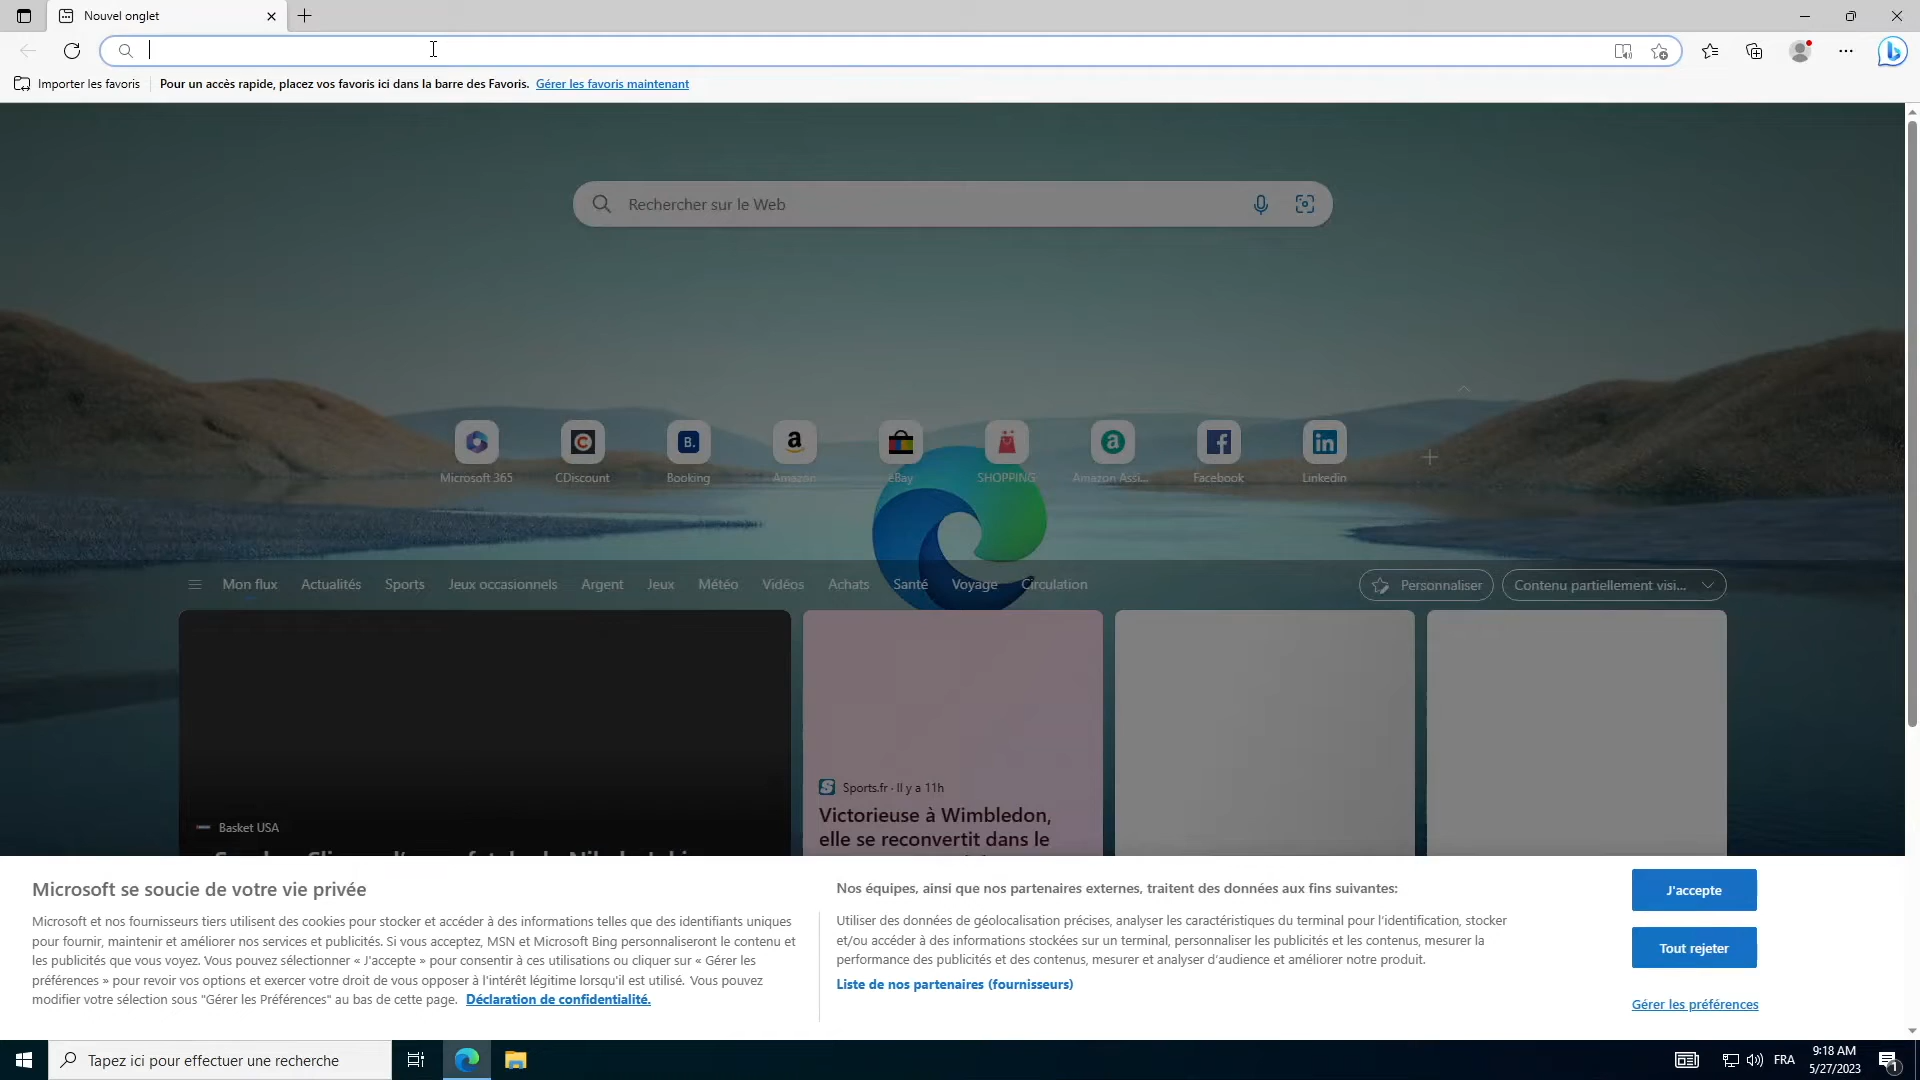 Nouvel onglet
Importer les favoris
Pour un accès rapide, placez vos favoris ici dans la barre des Favoris. Gérer les favoris maintenant
Rechercher sur le Web
Microsoft 365
CDiscount
Booking
Amazon
eBay
SHOPPING
Amazon Assi...
Facebook
Linkedin
Mon flux
Actualités
Sports
Jeux occasionnels
Argent
Jeux
Météo
Vidéos
Achats
Santé
Voyage
Circulation
Personnaliser
Contenu partiellement visi...
Basket USA
Sports.fr · Il y a 11h
Victorieuse à Wimbledon,
elle se reconvertit dans le
Microsoft se soucie de votre vie privée
Microsoft et nos fournisseurs tiers utilisent des cookies pour stocker et accéder à des informations telles que des identifiants uniques
pour fournir, maintenir et améliorer nos services et publicités. Si vous acceptez, MSN et Microsoft Bing personnaliseront le contenu et
les publicités que vous voyez. Vous pouvez sélectionner « J'accepte » pour consentir à ces utilisations ou cliquer sur « Gérer les
préférences » pour revoir vos options et exercer votre droit de vous opposer à l'intérêt légitime lorsqu'il est utilisé. Vous pouvez
modifier votre sélection sous "Gérer les Préférences" au bas de cette page. Déclaration de confidentialité.
Nos équipes, ainsi que nos partenaires externes, traitent des données aux fins suivantes:
Utiliser des données de géolocalisation précises, analyser les caractéristiques du terminal pour l'identification, stocker
et/ou accéder à des informations stockées sur un terminal, personnaliser les publicités et les contenus, mesurer la
performance des publicités et des contenus, mesurer et analyser d'audience et améliorer notre produit.
Liste de nos partenaires (fournisseurs)
J'accepte
Tout rejeter
Gérer les préférences
Tapez ici pour effectuer une recherche
FRA
9:18 AM
5/27/2023
1